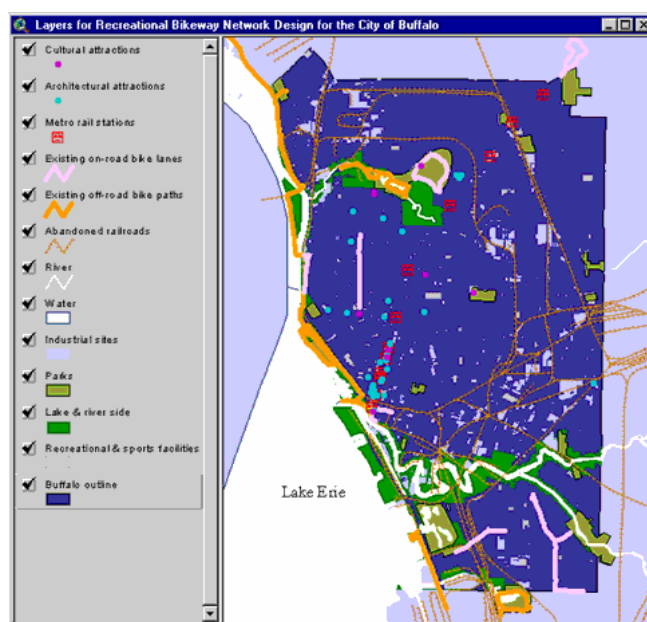 Layers for Recreational Bikeway Network Design for the City of Buffalo
Cultural attractions
Architectural attractions
Metro rail stations
Existing on-road bike lanes
Existing off-road bike paths
Abandoned railroads
River
Water
Industrial sites
Parks
Lake & river side
Recreational & sports facilities
Buffalo outline
Lake Erie